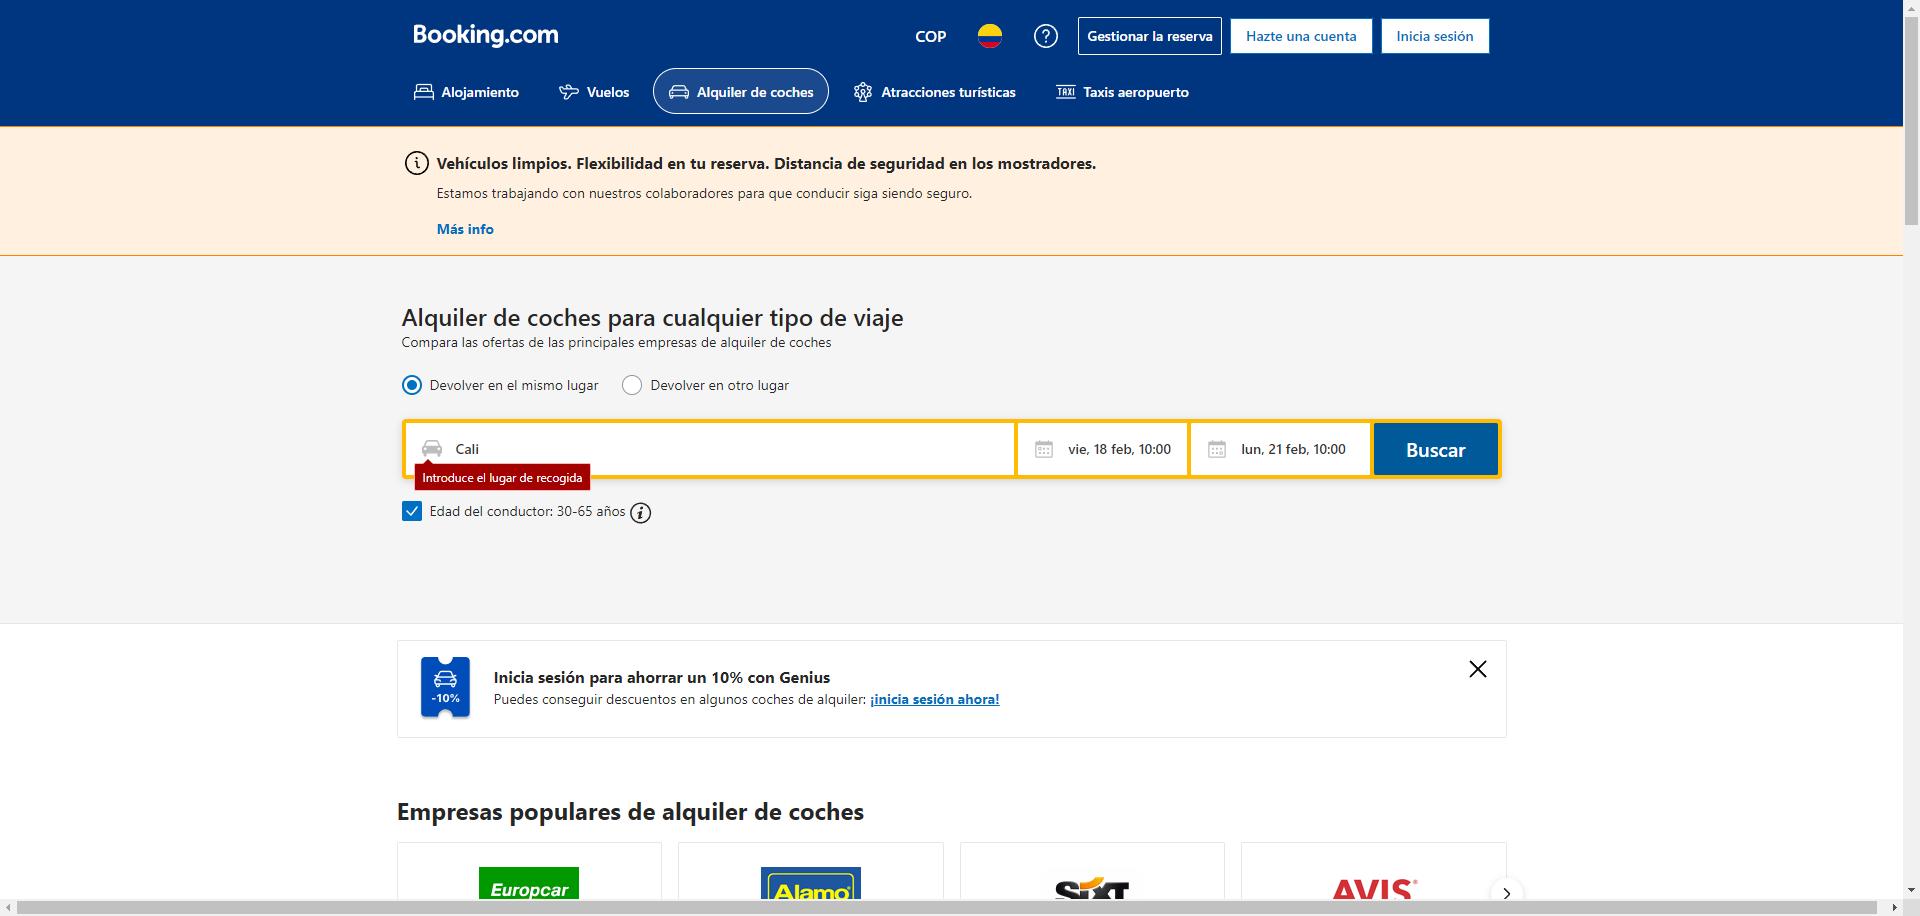 Booking.com
COP
Gestionar la reserva
Hazte una cuenta
Inicia sesión
Alojamiento
Vuelos
Alquiler de coches
Atracciones turísticas
TAXI Taxis aeropuerto
Vehículos limpios. Flexibilidad en tu reserva. Distancia de seguridad en los mostradores.
Estamos trabajando con nuestros colaboradores para que conducir siga siendo seguro.
Más info
Alquiler de coches para cualquier tipo de viaje
Compara las ofertas de las principales empresas de alquiler de coches
Devolver en el mismo lugar
Devolver en otro lugar
Cali
vie, 18 feb, 10:00
lun, 21 feb, 10:00
Buscar
Introduce el lugar de recogida
Edad del conductor: 30-65 años
-10%
Inicia sesión para ahorrar un 10% con Genius
Puedes conseguir descuentos en algunos coches de alquiler: ¡inicia sesión ahora!
Empresas populares de alquiler de coches
Europcar
Alamo
SIXT
AVIS